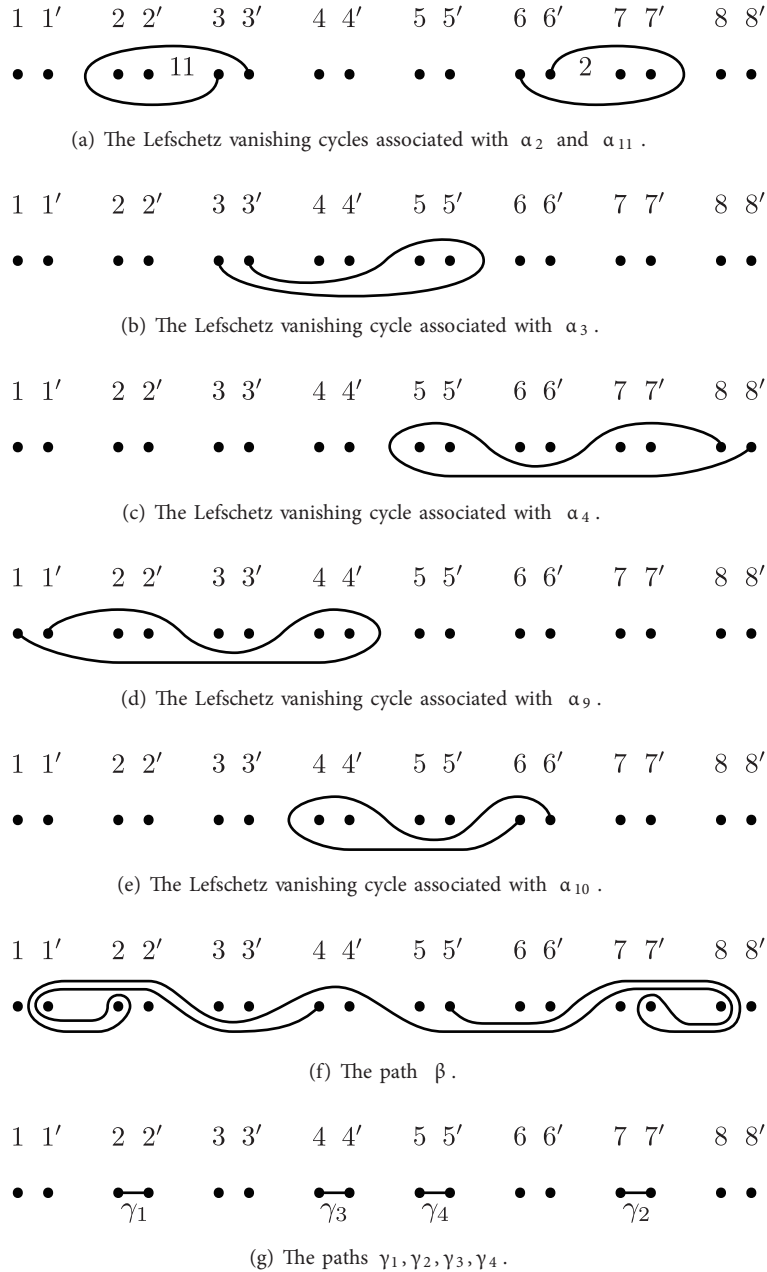 1 1′ 2 2′ 3 3′ 4 4′ 5 5′ 6 6′ 7 7′ 8 8′
11 2
(a) The Lefschetz vanishing cycles associated with α₂ and α₁₁.
1 1′ 2 2′ 3 3′ 4 4′ 5 5′ 6 6′ 7 7′ 8 8′
(b) The Lefschetz vanishing cycle associated with α₃.
1 1′ 2 2′ 3 3′ 4 4′ 5 5′ 6 6′ 7 7′ 8 8′
(c) The Lefschetz vanishing cycle associated with α₄.
1 1′ 2 2′ 3 3′ 4 4′ 5 5′ 6 6′ 7 7′ 8 8′
(d) The Lefschetz vanishing cycle associated with α₉.
1 1′ 2 2′ 3 3′ 4 4′ 5 5′ 6 6′ 7 7′ 8 8′
(e) The Lefschetz vanishing cycle associated with α₁₀.
1 1′ 2 2′ 3 3′ 4 4′ 5 5′ 6 6′ 7 7′ 8 8′
(f) The path β.
1 1′ 2 2′ 3 3′ 4 4′ 5 5′ 6 6′ 7 7′ 8 8′
γ₁ γ₃ γ₄ γ₂
(g) The paths γ₁, γ₂, γ₃, γ₄.